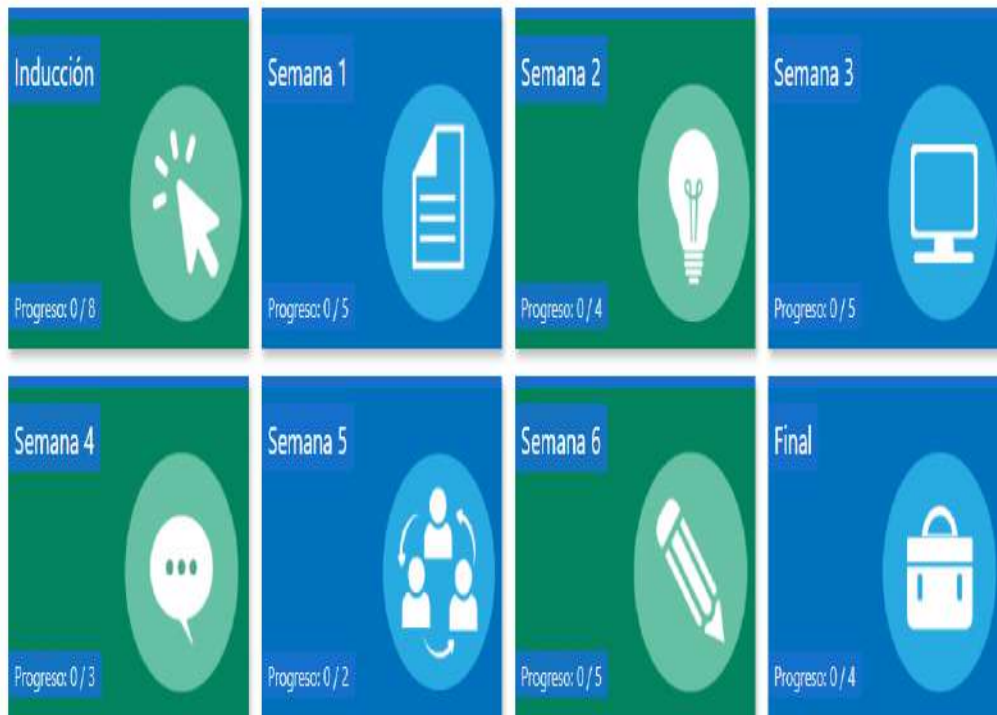 Inducción
Progreso: 0 / 8
Semana 1
Progreso: 0 / 5
Semana 2
Progreso: 0 / 4
Semana 3
Progreso: 0 / 5
Semana 4
Progreso: 0 / 3
Semana 5
Progreso: 0 / 2
Semana 6
Progreso: 0 / 5
Final
Progreso: 0 / 4